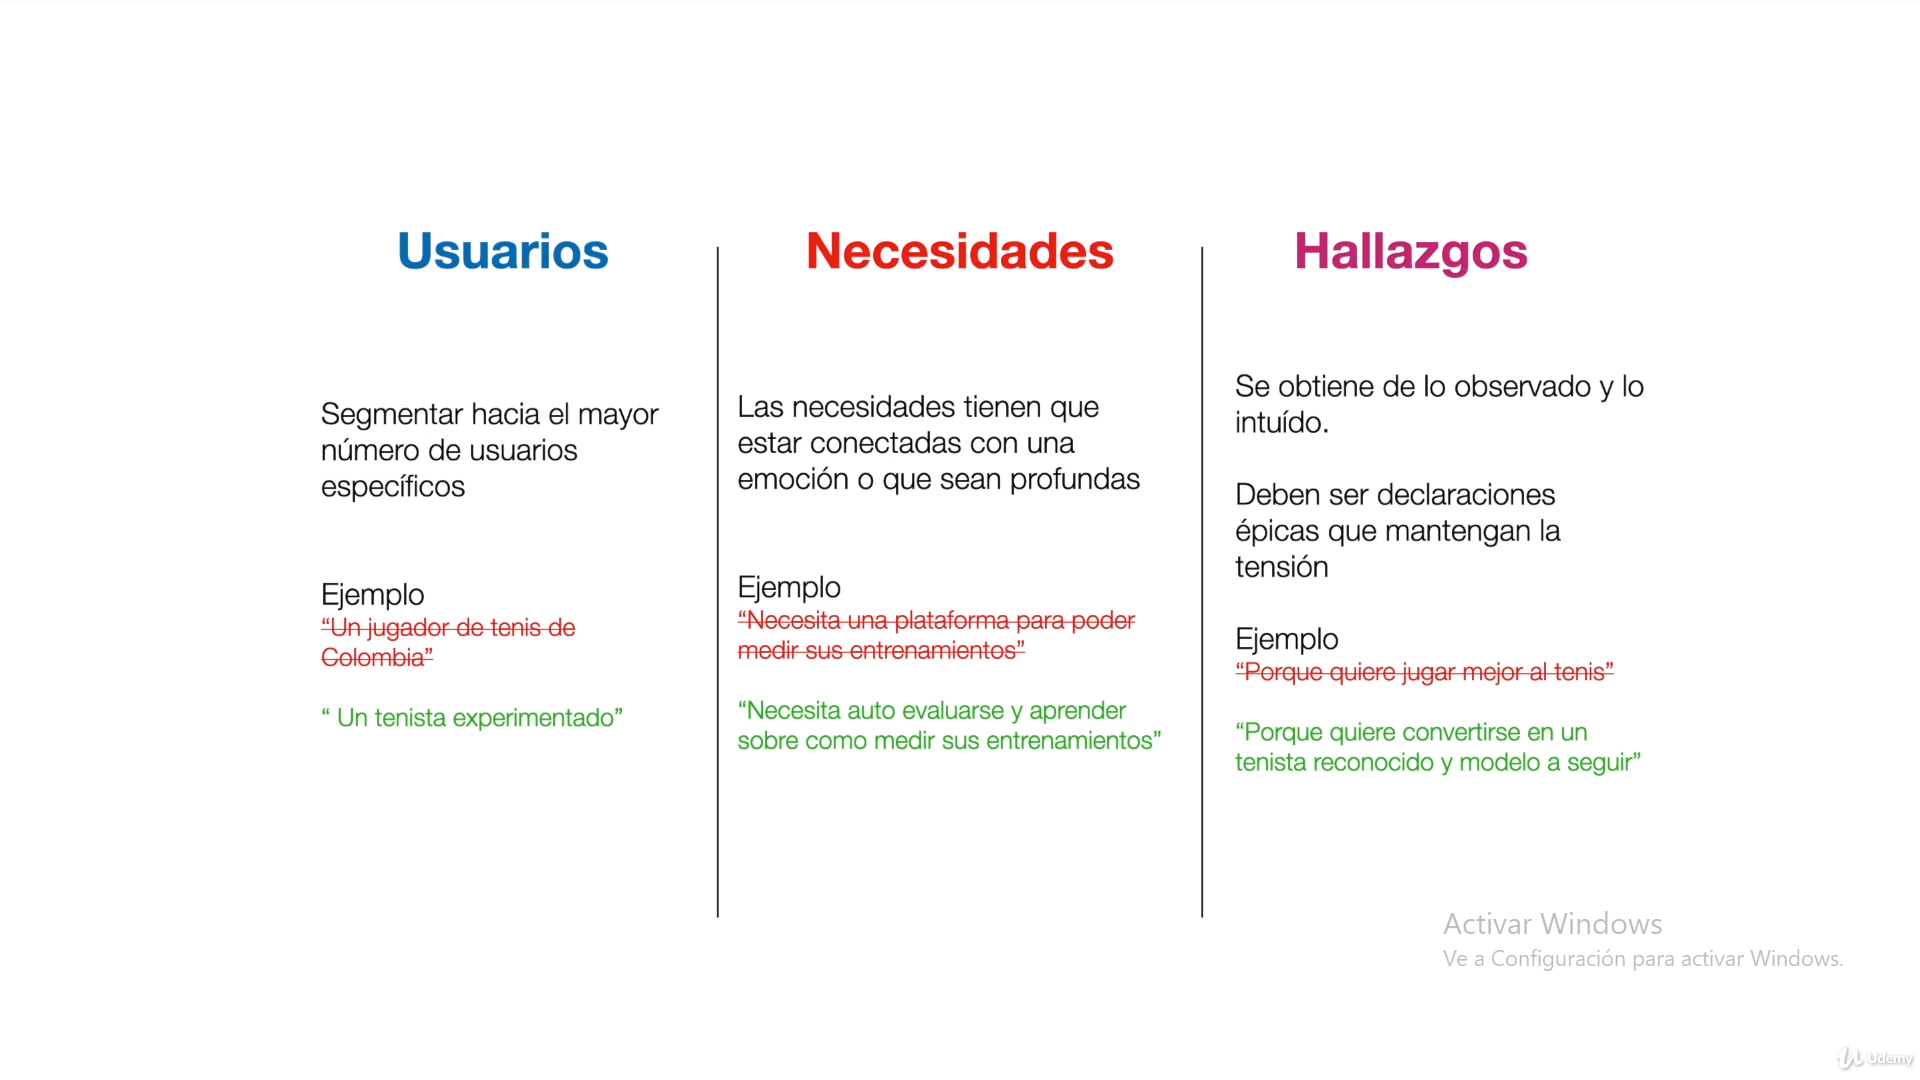 Usuarios
Segmentar hacia el mayor
número de usuarios
específicos
Ejemplo
“Un jugador de tenis de
Colombia”
“ Un tenista experimentado”
Necesidades
Las necesidades tienen que
estar conectadas con una
emoción o que sean profundas
Ejemplo
“Necesita una plataforma para poder
medir sus entrenamientos”
“Necesita auto evaluarse y aprender
sobre como medir sus entrenamientos”
Hallazgos
Se obtiene de lo observado y lo
intuído.
Deben ser declaraciones
épicas que mantengan la
tensión
Ejemplo
“Porque quiere jugar mejor al tenis”
“Porque quiere convertirse en un
tenista reconocido y modelo a seguir”
Activar Windows
Ve a Configuración para activar Windows.
Udemy